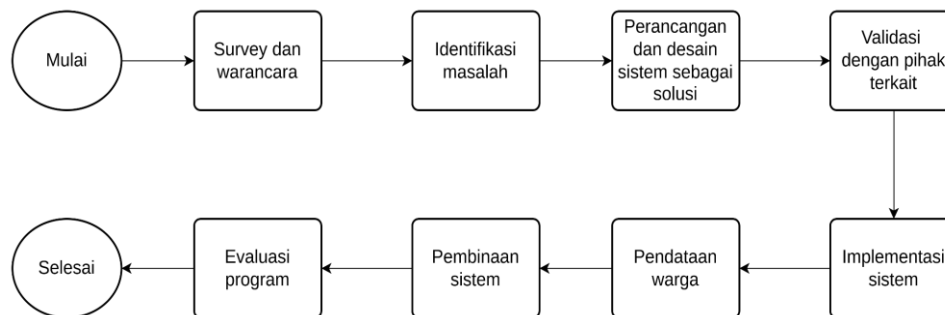 Mulai
Survey dan
warancara
Identifikasi
masalah
Perancangan
dan desain
sistem sebagai
solusi
Validasi
dengan pihak
terkait
Implementasi
sistem
Pendataan
warga
Pembinaan
sistem
Evaluasi
program
Selesai